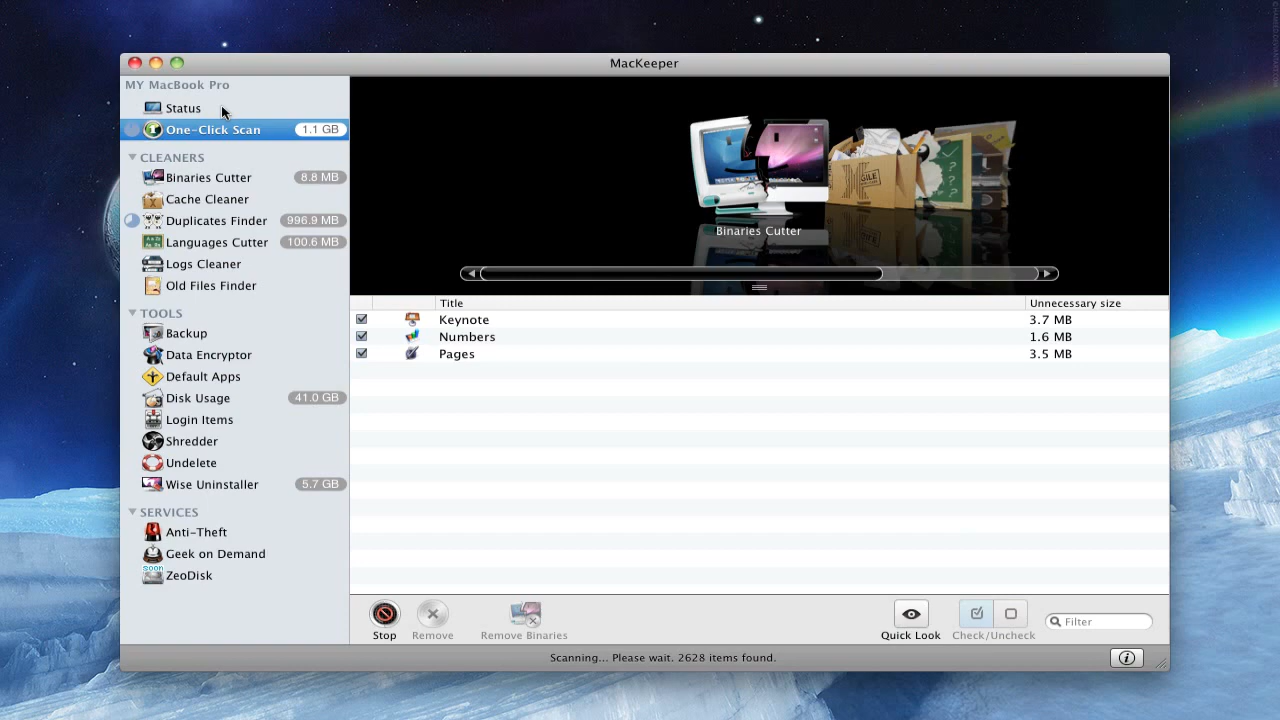 MacKeeper
MY MacBook Pro
Status
One-Click Scan 1.1 GB
CLEANERS
Binaries Cutter 8.8 MB
Cache Cleaner
Duplicates Finder 996.9 MB
Languages Cutter 100.6 MB
Logs Cleaner
Old Files Finder
TOOLS
Backup
Data Encryptor
Default Apps
Disk Usage 41.0 GB
Login Items
Shredder
Undelete
Wise Uninstaller 5.7 GB
SERVICES
Anti-Theft
Geek on Demand
soon
ZeoDisk
Binaries Cutter
Title Unnecessary size
Keynote 3.7 MB
Numbers 1.6 MB
Pages 3.5 MB
Stop Remove Remove Binaries Quick Look Check/Uncheck Filter
Scanning... Please wait. 2628 items found.